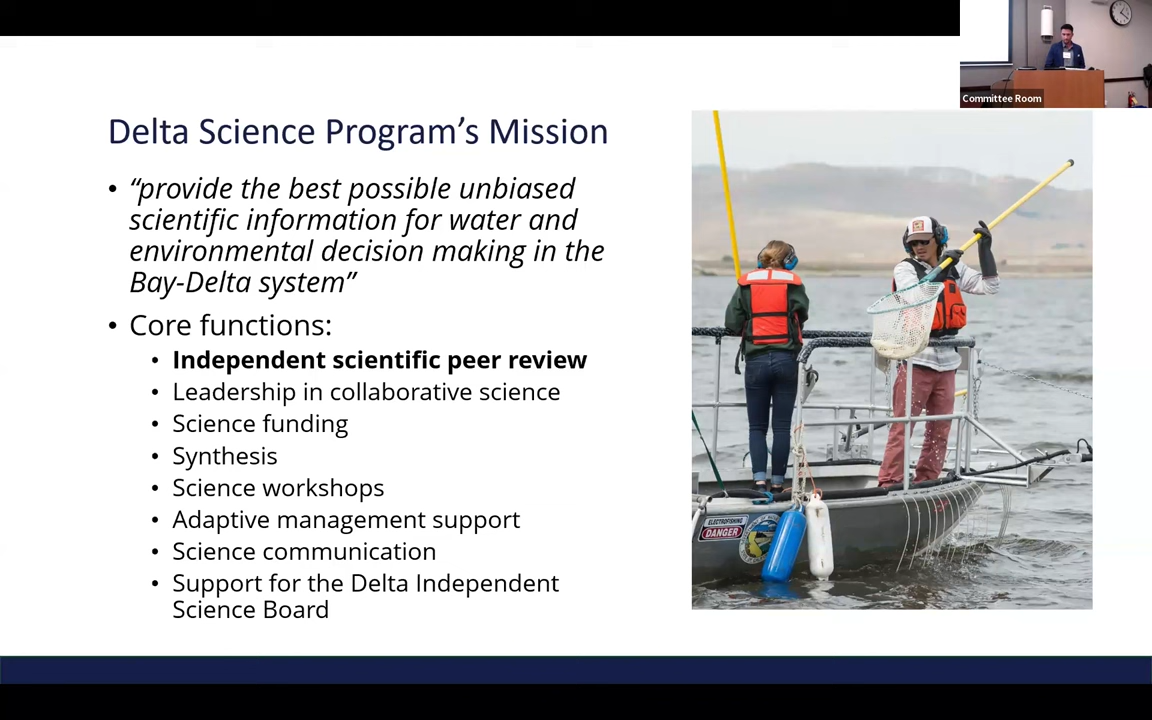 Committee Room
Delta Science Program’s Mission
• “provide the best possible unbiased
scientific information for water and
environmental decision making in the
Bay-Delta system”
• Core functions:
• Independent scientific peer review
• Leadership in collaborative science
• Science funding
• Synthesis
• Science workshops
• Adaptive management support
• Science communication
• Support for the Delta Independent
Science Board
ELECTROFISHING
DANGER